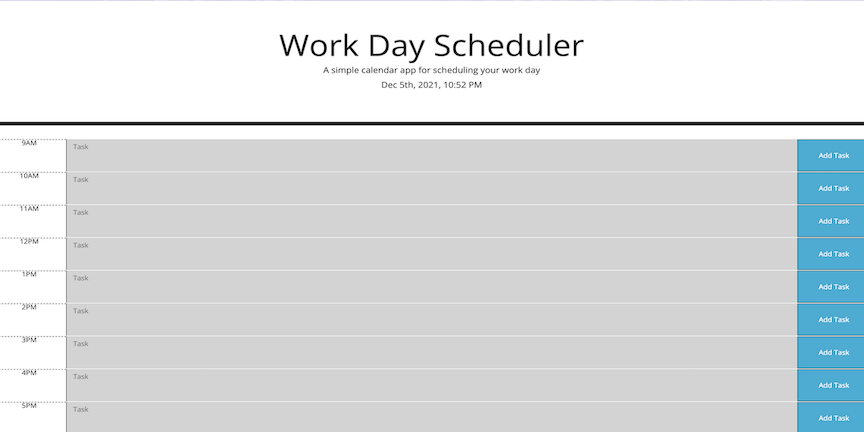 Work Day Scheduler
A simple calendar app for scheduling your work day
Dec 5th, 2021, 10:52 PM
9AM Task Add Task
10AM Task Add Task
11AM Task Add Task
12PM Task Add Task
1PM Task Add Task
2PM Task Add Task
3PM Task Add Task
4PM Task Add Task
5PM Task Add Task